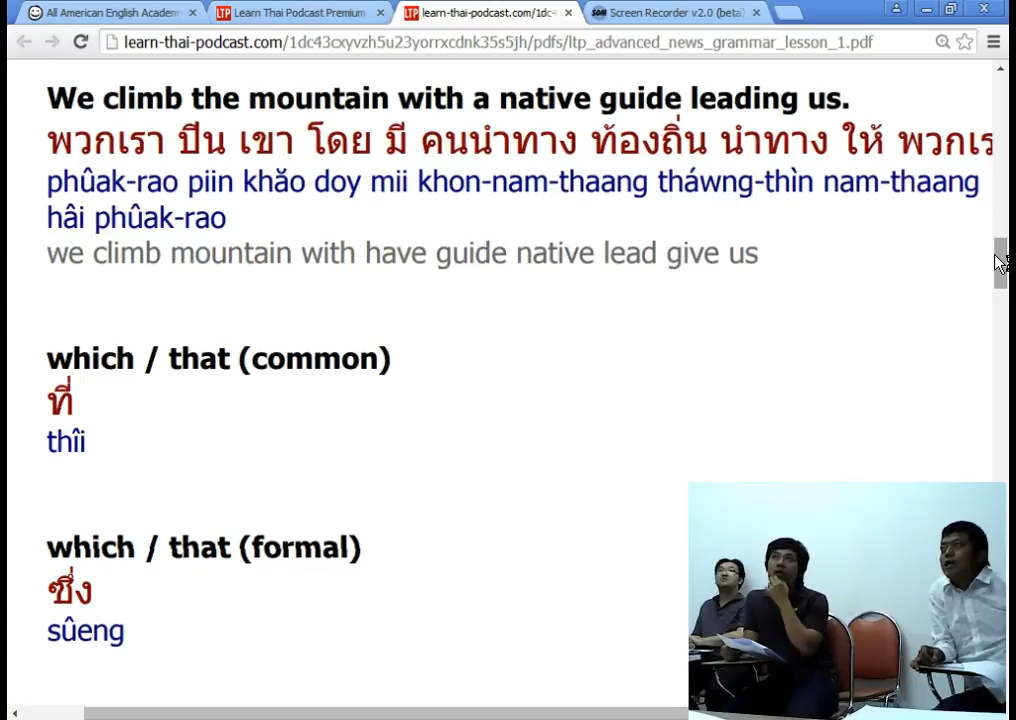 All American English Academ
Learn Thai Podcast Premium
learn-thai-podcast.com/1dc4
Screen Recorder v2.0 (beta)
learn-thai-podcast.com/1dc43cxyvzh5u23yorrxcdnk35s5jh/pdfs/ltp_advanced_news_grammar_lesson_1.pdf
We climb the mountain with a native guide leading us.
พวกเรา ปีน เขา โดย มี คนนำทาง ท้องถิ่น นำทาง ให้ พวกเร
phûak-rao piin khăo doy mii khon-nam-thaang tháwng-thìn nam-thaang
hâi phûak-rao
we climb mountain with have guide native lead give us
which / that (common)
ที่
thîi
which / that (formal)
ซึ่ง
sûeng